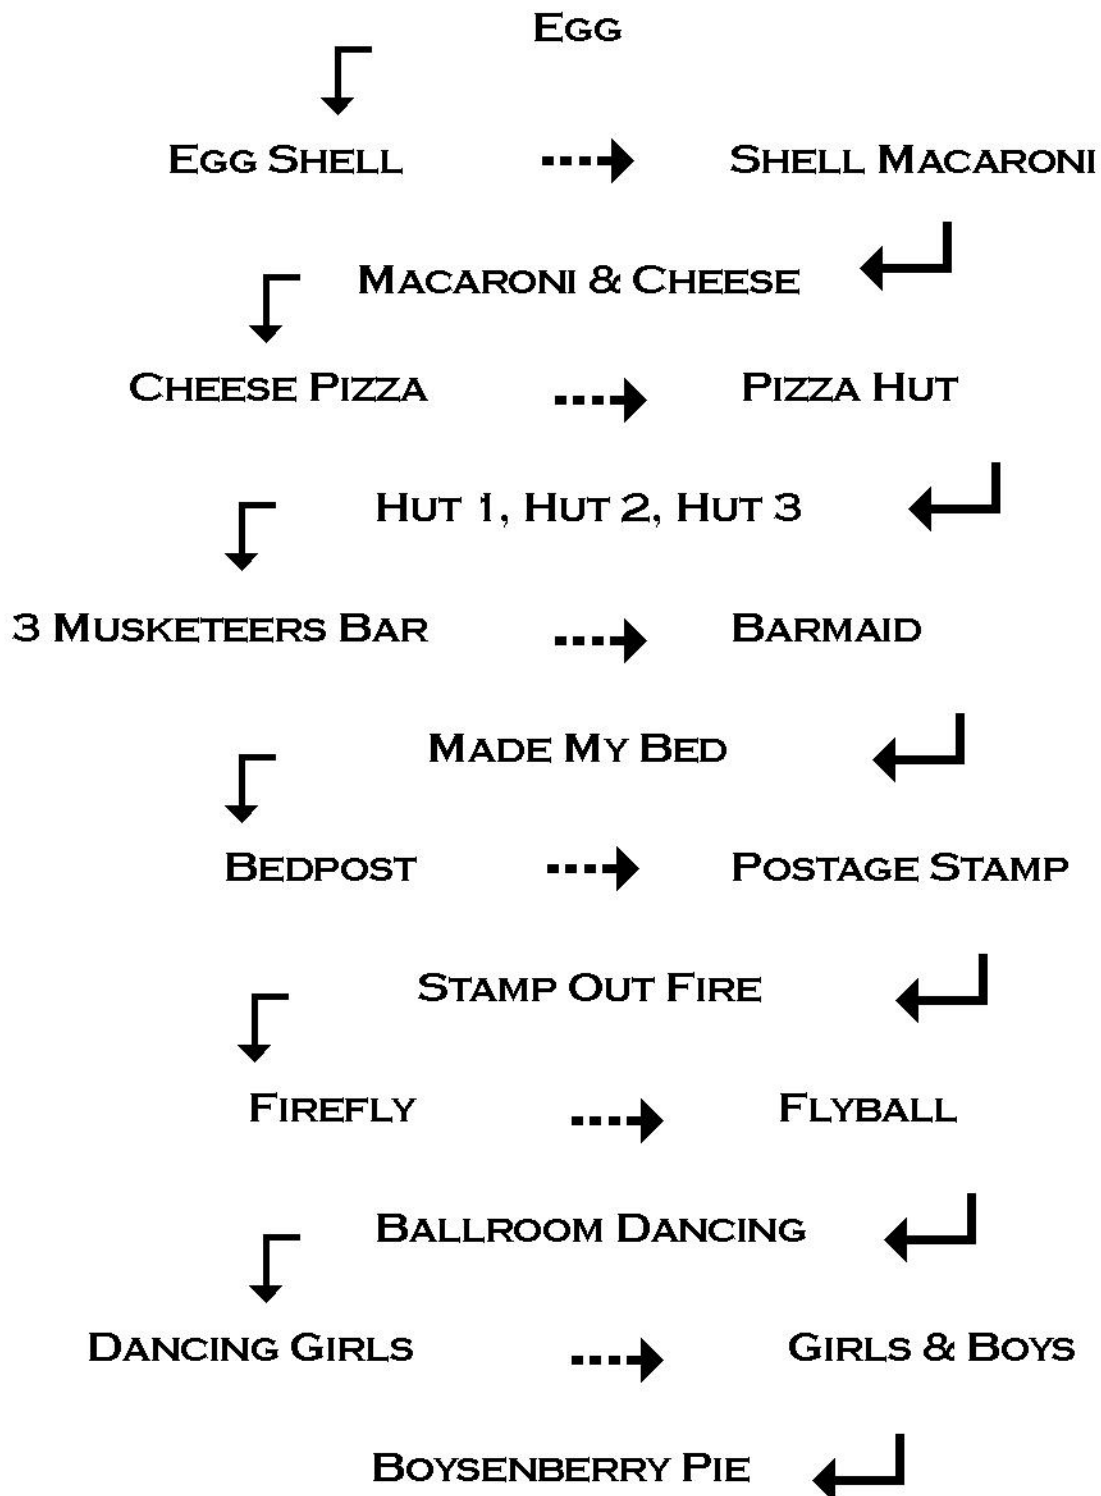 EGG
EGG SHELL SHELL MACARONI
MACARONI & CHEESE
CHEESE PIZZA PIZZA HUT
HUT 1, HUT 2, HUT 3
3 MUSKETEERS BAR BARMAID
MADE MY BED
BEDPOST POSTAGE STAMP
STAMP OUT FIRE
FIREFLY FLYBALL
BALLROOM DANCING
DANCING GIRLS GIRLS & BOYS
BOYSENBERRY PIE